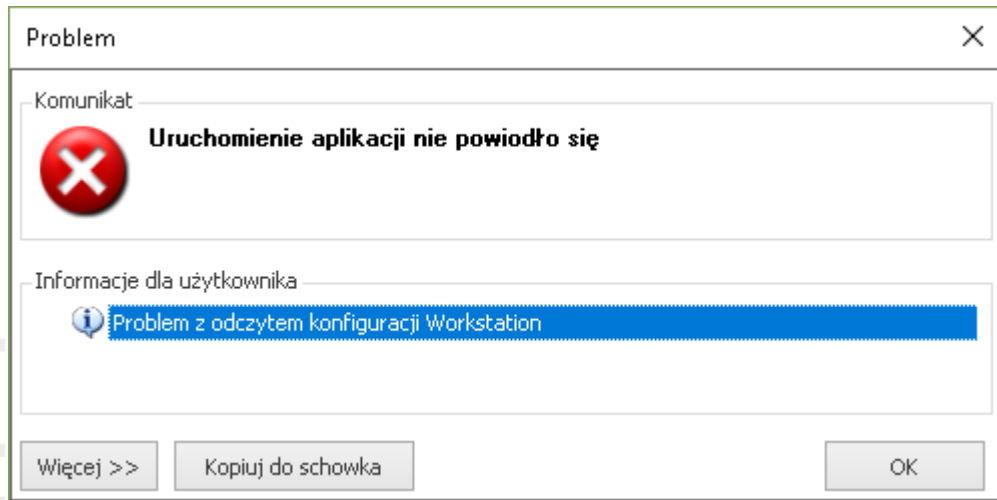 Problem
Komunikat
Uruchomienie aplikacji nie powiodło się
Informacje dla użytkownika
Problem z odczytem konfiguracji Workstation
Więcej >>
Kopiuj do schowka
OK